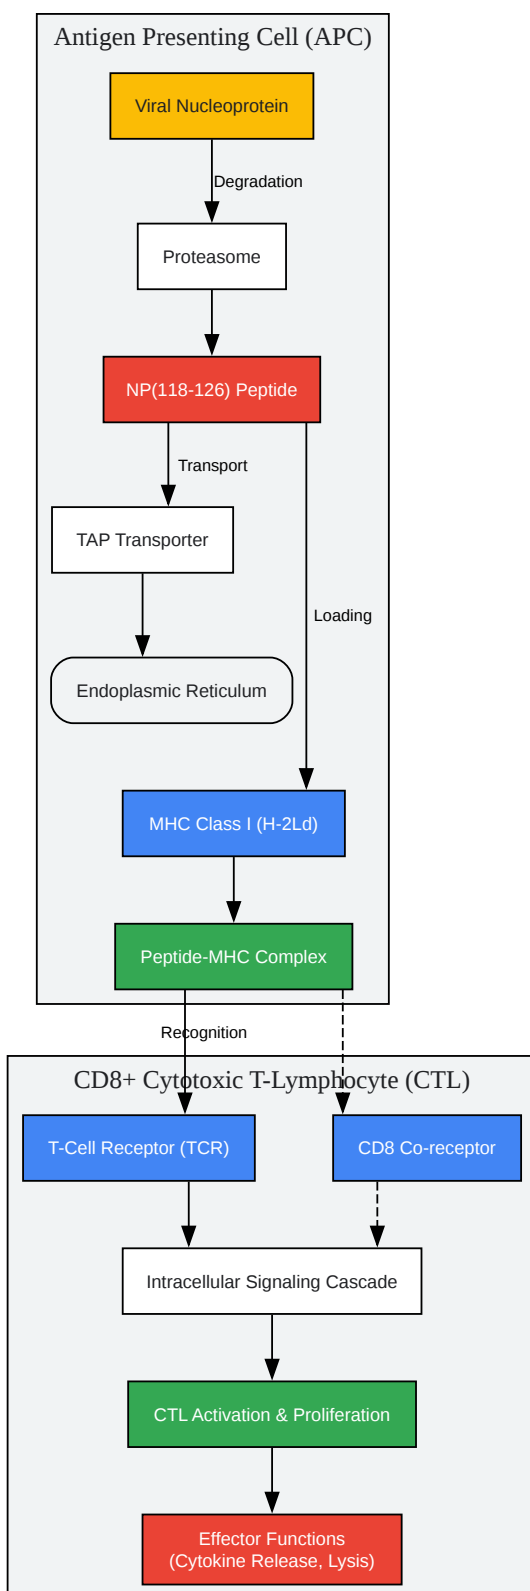 Antigen Presenting Cell (APC)
Viral Nucleoprotein
Degradation
Proteasome
NP(118-126) Peptide
Transport
TAP Transporter
Loading
Endoplasmic Reticulum
MHC Class I (H-2Ld)
Peptide-MHC Complex
Recognition
CD8+ Cytotoxic T-Lymphocyte (CTL)
T-Cell Receptor (TCR)
CD8 Co-receptor
Intracellular Signaling Cascade
CTL Activation & Proliferation
Effector Functions
(Cytokine Release, Lysis)